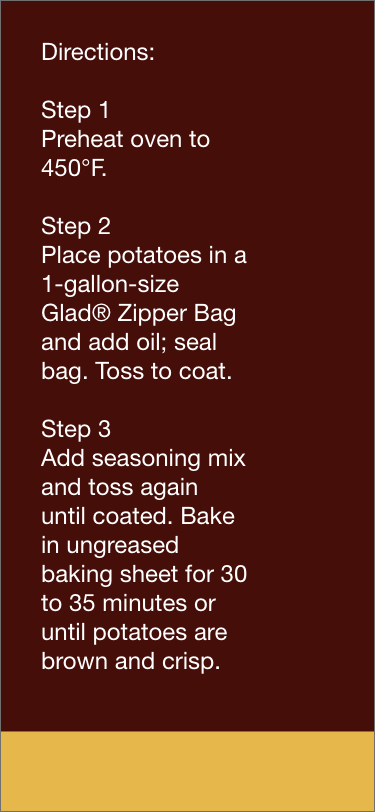 Directions:
Step 1
Preheat oven to
450°F.
Step 2
Place potatoes in a
1-gallon-size
Glad® Zipper Bag
and add oil; seal
bag. Toss to coat.
Step 3
Add seasoning mix
and toss again
until coated. Bake
in ungreased
baking sheet for 30
to 35 minutes or
until potatoes are
brown and crisp.